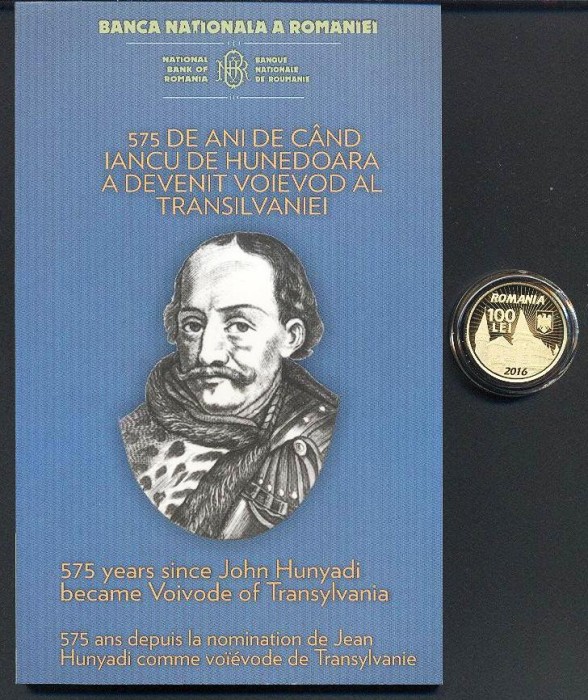 BANCA NAȚIONALĂ A ROMÂNIEI
NATIONAL
BANK OF
ROMANIA
BANQUE
NATIONALE
DE ROUMANIE
575 DE ANI DE CÂND
IANCU DE HUNEDOARA
A DEVENIT VOIEVOD AL
TRANSILVANIEI
ROMANIA
100
LEI
2016
575 years since John Hunyadi
became Voivode of Transylvania
575 ans depuis la nomination de Jean
Hunyadi comme voïévode de Transylvanie